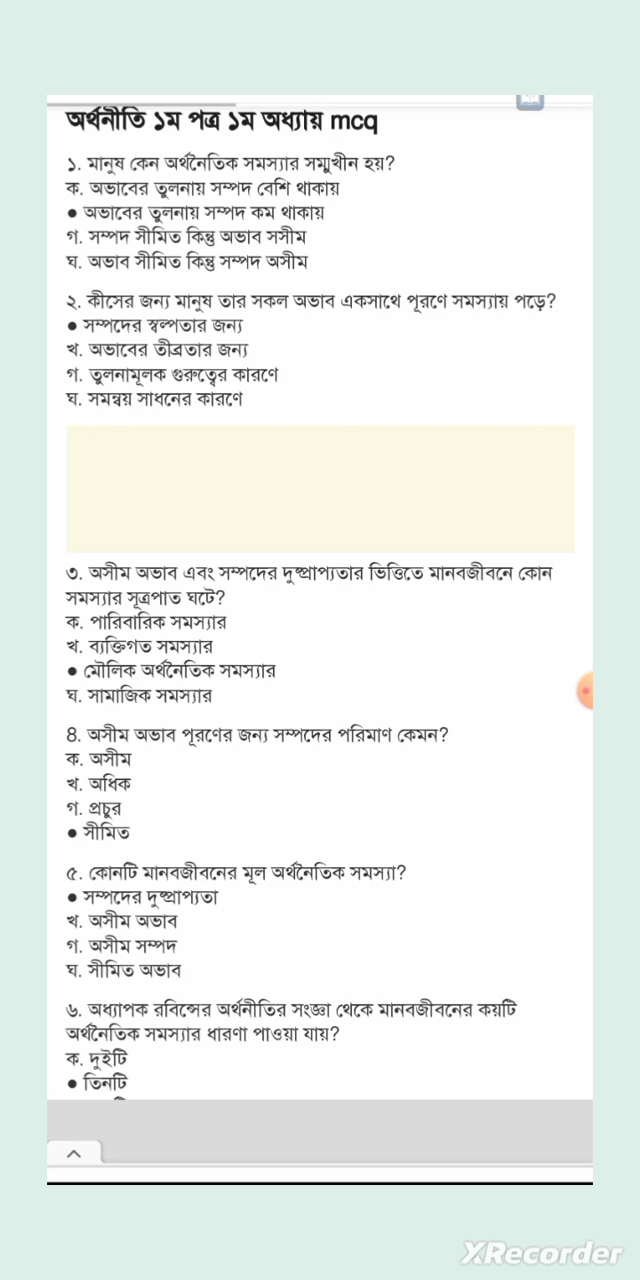 অর্থনীতি ১ম পত্র ১ম অধ্যায় mcq
১. মানুষ কেন অর্থনৈতিক সমস্যার সম্মুখীন হয়?
ক. অভাবের তুলনায় সম্পদ বেশি থাকায়
● অভাবের তুলনায় সম্পদ কম থাকায়
গ. সম্পদ সীমিত কিন্তু অভাব সসীম
ঘ. অভাব সীমিত কিন্তু সম্পদ অসীম
২. কীসের জন্য মানুষ তার সকল অভাব একসাথে পূরণে সমস্যায় পড়ে?
● সম্পদের স্বল্পতার জন্য
খ. অভাবের তীব্রতার জন্য
গ. তুলনামূলক গুরুত্বের কারণে
ঘ. সমন্বয় সাধনের কারণে
৩. অসীম অভাব এবং সম্পদের দুষ্প্রাপ্যতার ভিত্তিতে মানবজীবনে কোন
সমস্যার সূত্রপাত ঘটে?
ক. পারিবারিক সমস্যার
খ. ব্যক্তিগত সমস্যার
● মৌলিক অর্থনৈতিক সমস্যার
ঘ. সামাজিক সমস্যার
8. অসীম অভাব পূরণের জন্য সম্পদের পরিমাণ কেমন?
ক. অসীম
খ. অধিক
গ. প্রচুর
● সীমিত
৫. কোনটি মানবজীবনের মূল অর্থনৈতিক সমস্যা?
● সম্পদের দুষ্প্রাপ্যতা
খ. অসীম অভাব
গ. অসীম সম্পদ
ঘ. সীমিত অভাব
৬. অধ্যাপক রবিন্সের অর্থনীতির সংজ্ঞা থেকে মানবজীবনের কয়টি
অর্থনৈতিক সমস্যার ধারণা পাওয়া যায়?
ক. দুইটি
● তিনটি
XRecorder